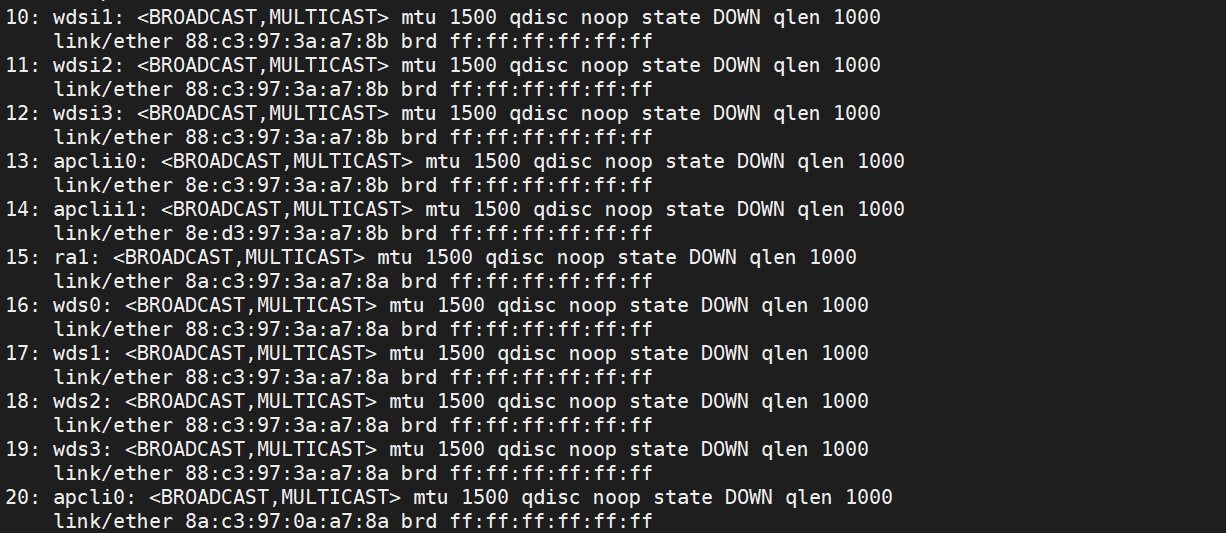 10: wdsi1: <BROADCAST,MULTICAST> mtu 1500 qdisc noop state DOWN qlen 1000
    link/ether 88:c3:97:3a:a7:8b brd ff:ff:ff:ff:ff:ff
11: wdsi2: <BROADCAST,MULTICAST> mtu 1500 qdisc noop state DOWN qlen 1000
    link/ether 88:c3:97:3a:a7:8b brd ff:ff:ff:ff:ff:ff
12: wdsi3: <BROADCAST,MULTICAST> mtu 1500 qdisc noop state DOWN qlen 1000
    link/ether 88:c3:97:3a:a7:8b brd ff:ff:ff:ff:ff:ff
13: apclii0: <BROADCAST,MULTICAST> mtu 1500 qdisc noop state DOWN qlen 1000
    link/ether 8e:c3:97:3a:a7:8b brd ff:ff:ff:ff:ff:ff
14: apclii1: <BROADCAST,MULTICAST> mtu 1500 qdisc noop state DOWN qlen 1000
    link/ether 8e:d3:97:3a:a7:8b brd ff:ff:ff:ff:ff:ff
15: ra1: <BROADCAST,MULTICAST> mtu 1500 qdisc noop state DOWN qlen 1000
    link/ether 8a:c3:97:3a:a7:8a brd ff:ff:ff:ff:ff:ff
16: wds0: <BROADCAST,MULTICAST> mtu 1500 qdisc noop state DOWN qlen 1000
    link/ether 88:c3:97:3a:a7:8a brd ff:ff:ff:ff:ff:ff
17: wds1: <BROADCAST,MULTICAST> mtu 1500 qdisc noop state DOWN qlen 1000
    link/ether 88:c3:97:3a:a7:8a brd ff:ff:ff:ff:ff:ff
18: wds2: <BROADCAST,MULTICAST> mtu 1500 qdisc noop state DOWN qlen 1000
    link/ether 88:c3:97:3a:a7:8a brd ff:ff:ff:ff:ff:ff
19: wds3: <BROADCAST,MULTICAST> mtu 1500 qdisc noop state DOWN qlen 1000
    link/ether 88:c3:97:3a:a7:8a brd ff:ff:ff:ff:ff:ff
20: apcli0: <BROADCAST,MULTICAST> mtu 1500 qdisc noop state DOWN qlen 1000
    link/ether 8a:c3:97:0a:a7:8a brd ff:ff:ff:ff:ff:ff